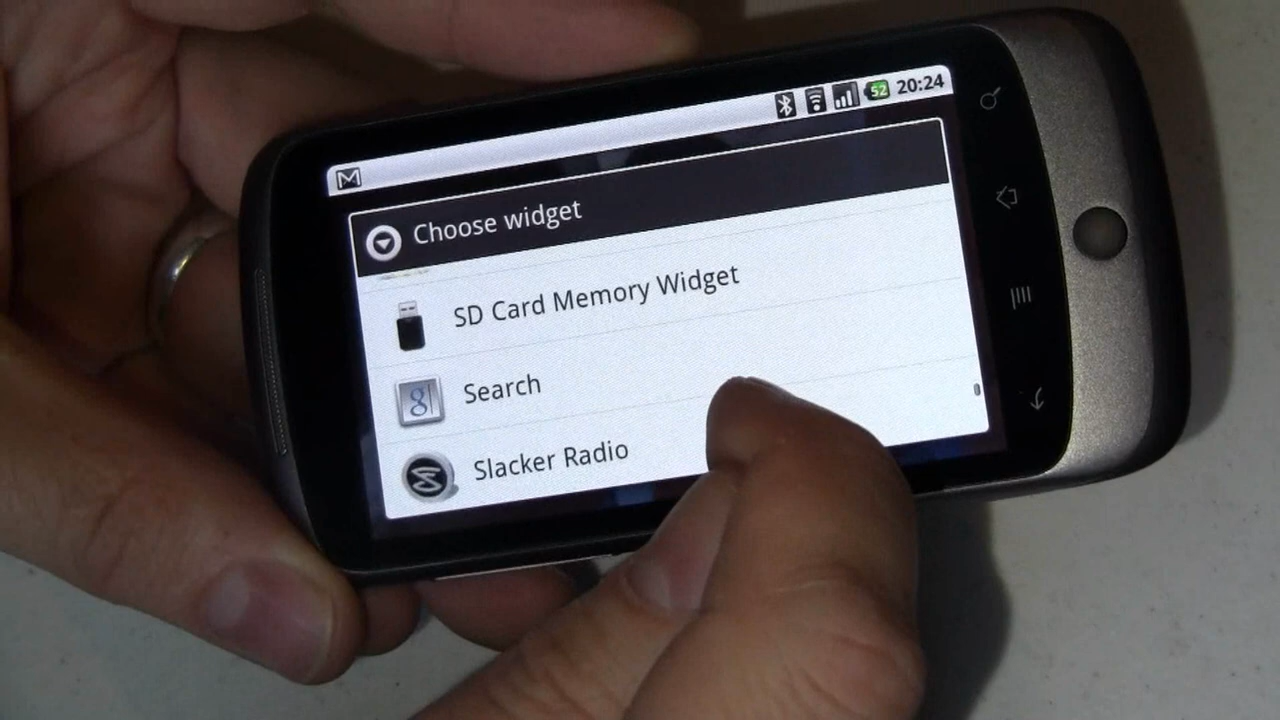 52 20:24
Choose widget
SD Card Memory Widget
g Search
Slacker Radio